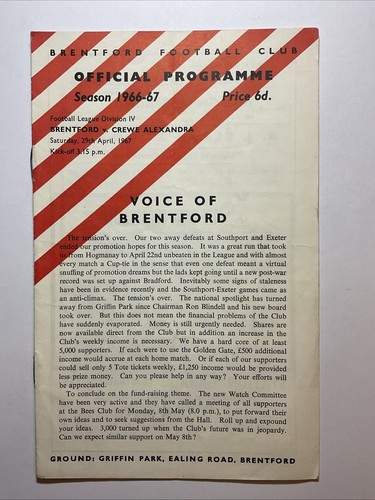 BRENTFORD FOOTBALL CLUB
OFFICIAL PROGRAMME
Season 1966-67 Price 6d.
Football League Division IV
BRENTFORD v. CREWE ALEXANDRA
Saturday, 29th April, 1967
Kick-off 3.15 p.m.
VOICE OF
BRENTFORD
The tension's over. Our two away defeats at Southport and Exeter
ended our promotion hopes for this season. It was a great run that took
us from Hogmanay to April 22nd unbeaten in the League and with almost
every match a Cup-tie in the sense that even one defeat meant a virtual
snuffing of promotion dreams but the lads kept going until a new post-war
record was set up against Bradford. Inevitably some signs of staleness
have been in evidence recently and the Southport-Exeter games came as
an anti-climax. The tension's over. The national spotlight has turned
away from Griffin Park since Chairman Ron Blindell and his new board
took over. But this does not mean the financial problems of the Club
have suddenly evaporated. Money is still urgently needed. Shares are
now available direct from the Club but in addition an increase in the
Club's weekly income is necessary. We have a hard core of at least
5,000 supporters. If each were to use the Golden Gate, £500 additional
income would accrue at each home match. Or if each of our supporters
could sell only 5 Tote tickets weekly, £1,250 income would be provided
less prize money. Can you please help in any way? Your efforts will
be appreciated.
To conclude on the fund-raising theme. The new Watch Committee
have been very active and they have called a meeting of all supporters
at the Bees Club for Monday, 8th May (8.0 p.m.), to put forward their
own ideas and to seek suggestions from the Hall. Roll up and expound
your ideas. 3,000 turned up when the Club's future was in jeopardy.
Can we expect similar support on May 8th?
GROUND: GRIFFIN PARK, EALING ROAD, BRENTFORD